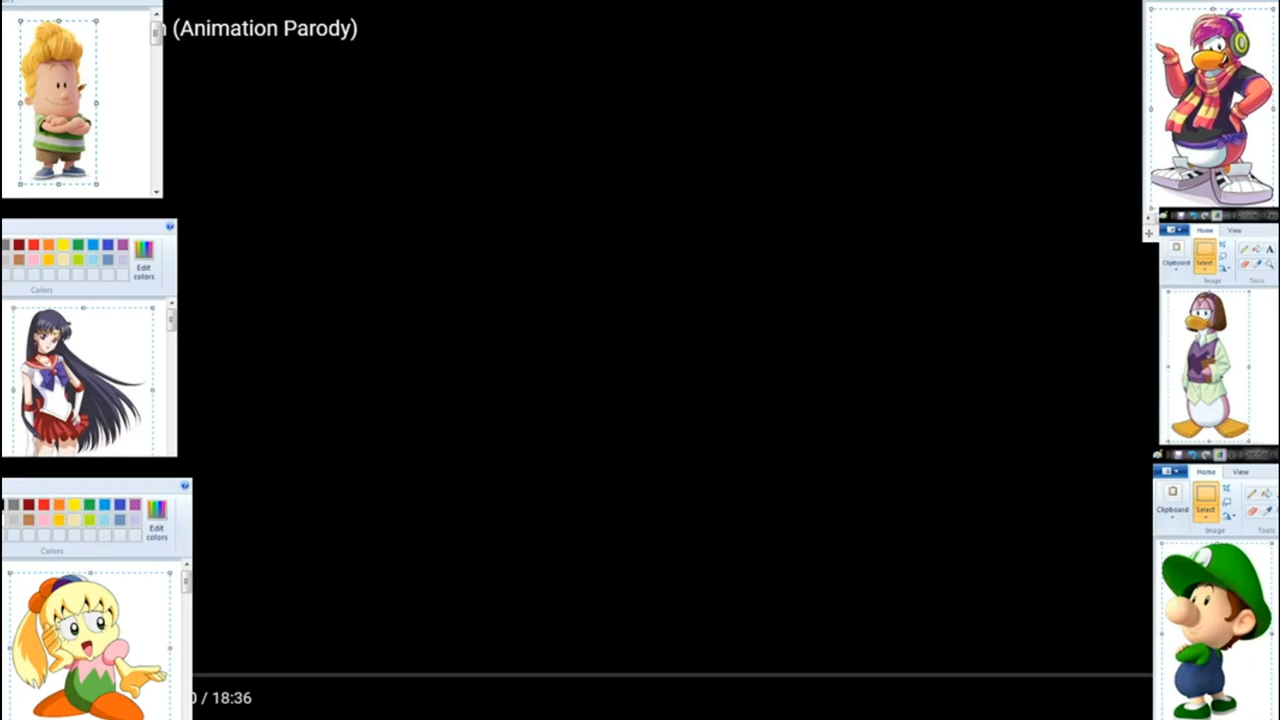 (Animation Parody)
Home View
Edit
colors
Clipboard
Select
Colors
Image
Tools
Home View
Clipboard
Select
Edit
colors
Image
Tools
Colors
/ 18:36